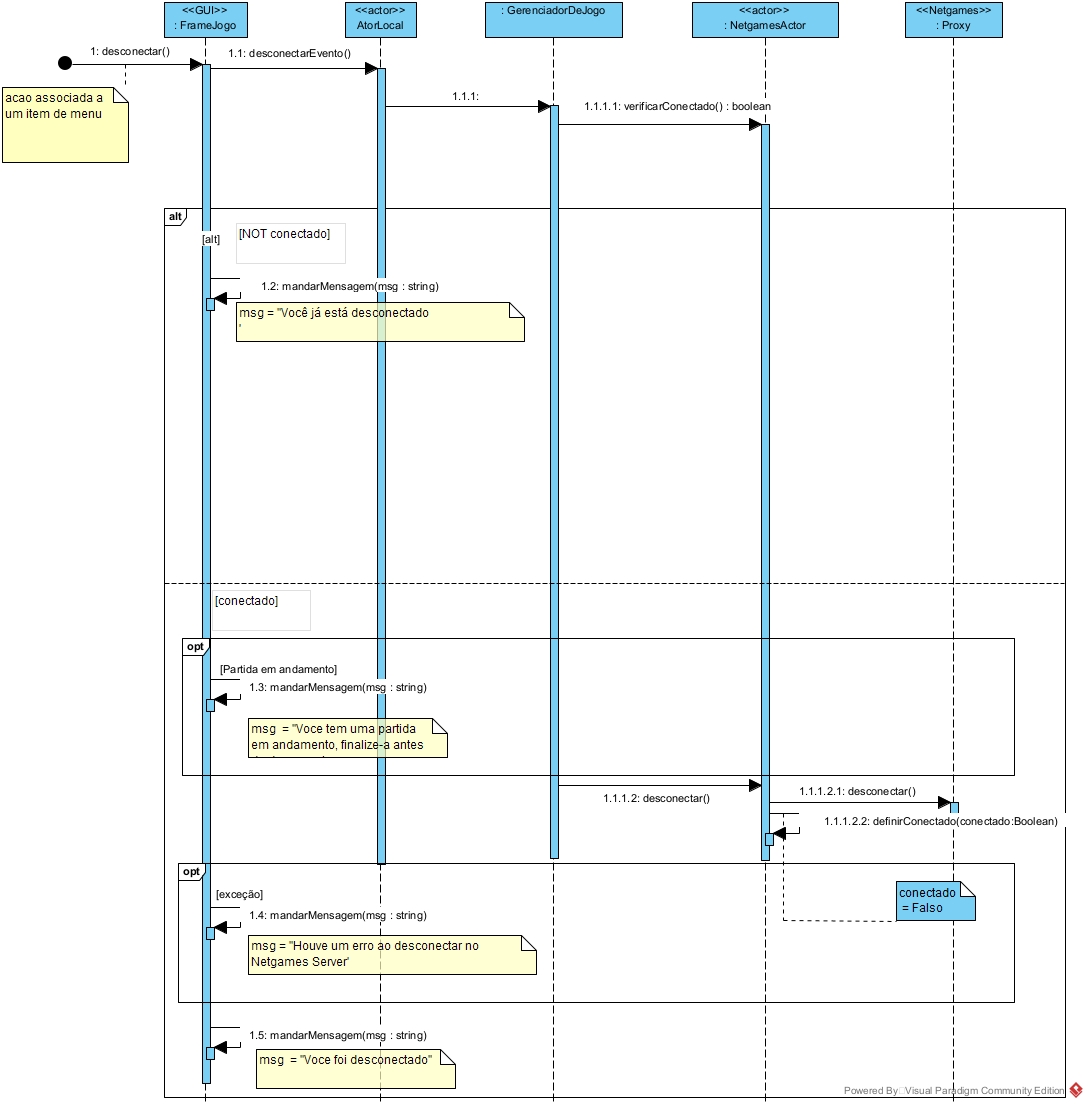 <<GUI>>
: FrameJogo
<<actor>>
AtorLocal
: GerenciadorDeJogo
<<actor>>
: NetgamesActor
<<Netgames>>
: Proxy
1: desconectar()
1.1: desconectarEvento()
acao associada a
um item de menu
1.1.1:
1.1.1.1: verificarConectado() : boolean
alt
[alt]
[NOT conectado]
1.2: mandarMensagem(msg : string)
msg = "Você já está desconectado
'
[conectado]
opt
[Partida em andamento]
1.3: mandarMensagem(msg : string)
msg = "Voce tem uma partida
em andamento, finalize-a antes
1.1.1.2: desconectar()
1.1.1.2.1: desconectar()
1.1.1.2.2: definirConectado(conectado:Boolean)
opt
[exceção]
conectado
= Falso
1.4: mandarMensagem(msg : string)
msg = "Houve um erro ao desconectar no
Netgames Server'
1.5: mandarMensagem(msg : string)
msg = "Voce foi desconectado"
Powered By Visual Paradigm Community Edition